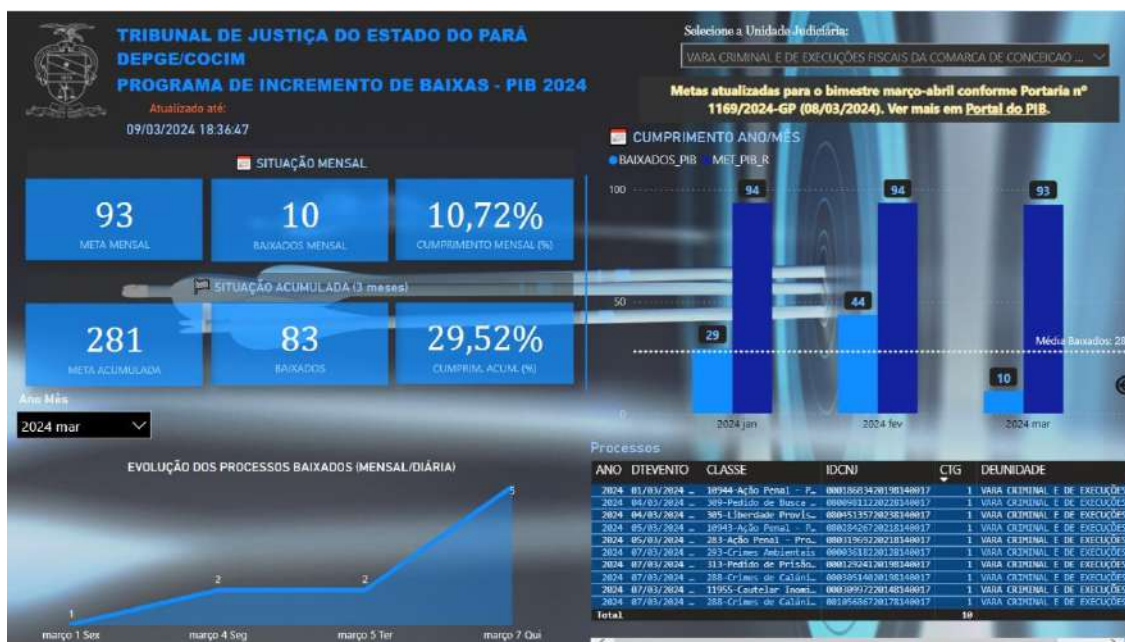 TRIBUNAL DE JUSTIÇA DO ESTADO DO PARÁ
DEPGE/COCIM
PROGRAMA DE INCREMENTO DE BAIXAS - PIB 2024
Atualizado até:
09/03/2024 18:36:47
Selecione a Unidade Judiciária:
VARA CRIMINAL E DE EXECUÇÕES FISCAIS DA COMARCA DE CONCEICAO ...
Metas atualizadas para o bimestre março-abril conforme Portaria nº
1169/2024-GP (08/03/2024). Ver mais em Portal do PIB.
SITUAÇÃO MENSAL
93
META MENSAL
10
BAIXADOS MENSAL
10,72%
CUMPRIMENTO MENSAL (%)
SITUAÇÃO ACUMULADA (3 meses)
281
META ACUMULADA
83
BAIXADOS
29,52%
CUMPRIM. ACUM. (%)
Ano Mês
2024 mar
CUMPRIMENTO ANO/MÊS
BAIXADOS_PIB MET_PIB_R
100
50
0
94
94
93
29
44
10
Média Baixados: 28
2024 jan
2024 fev
2024 mar
EVOLUÇÃO DOS PROCESSOS BAIXADOS (MENSAL/DIÁRIA)
1
2
2
5
março 1 Sex
março 4 Seg
março 5 Ter
março 7 Qui
Processos
ANO DTEVENTO CLASSE IDCNJ CTG DEUNIDADE
2024 01/03/2024 ... 10944-Ação Penal - P... 00018683420198140017 1 VARA CRIMINAL E DE EXECUÇÕES
2024 04/03/2024 ... 309-Pedido de Busca ... 00009811220228140017 1 VARA CRIMINAL E DE EXECUÇÕES
2024 04/03/2024 ... 305-Liberdade Provis... 08045135720238140017 1 VARA CRIMINAL E DE EXECUÇÕES
2024 05/03/2024 ... 10943-Ação Penal - P... 08028426720218140017 1 VARA CRIMINAL E DE EXECUÇÕES
2024 05/03/2024 ... 283-Ação Penal - Pro... 08031969220218140017 1 VARA CRIMINAL E DE EXECUÇÕES
2024 07/03/2024 ... 293-Crimes Ambientais 00003618220128140017 1 VARA CRIMINAL E DE EXECUÇÕES
2024 07/03/2024 ... 313-Pedido de Prisão... 00012924120198140017 1 VARA CRIMINAL E DE EXECUÇÕES
2024 07/03/2024 ... 288-Crimes de Calúni... 00030514020198140017 1 VARA CRIMINAL E DE EXECUÇÕES
2024 07/03/2024 ... 11955-Cautelar Inomi... 00030997220148140017 1 VARA CRIMINAL E DE EXECUÇÕES
2024 07/03/2024 ... 288-Crimes de Calúni... 00105686720178140017 1 VARA CRIMINAL E DE EXECUÇÕES
Total 10